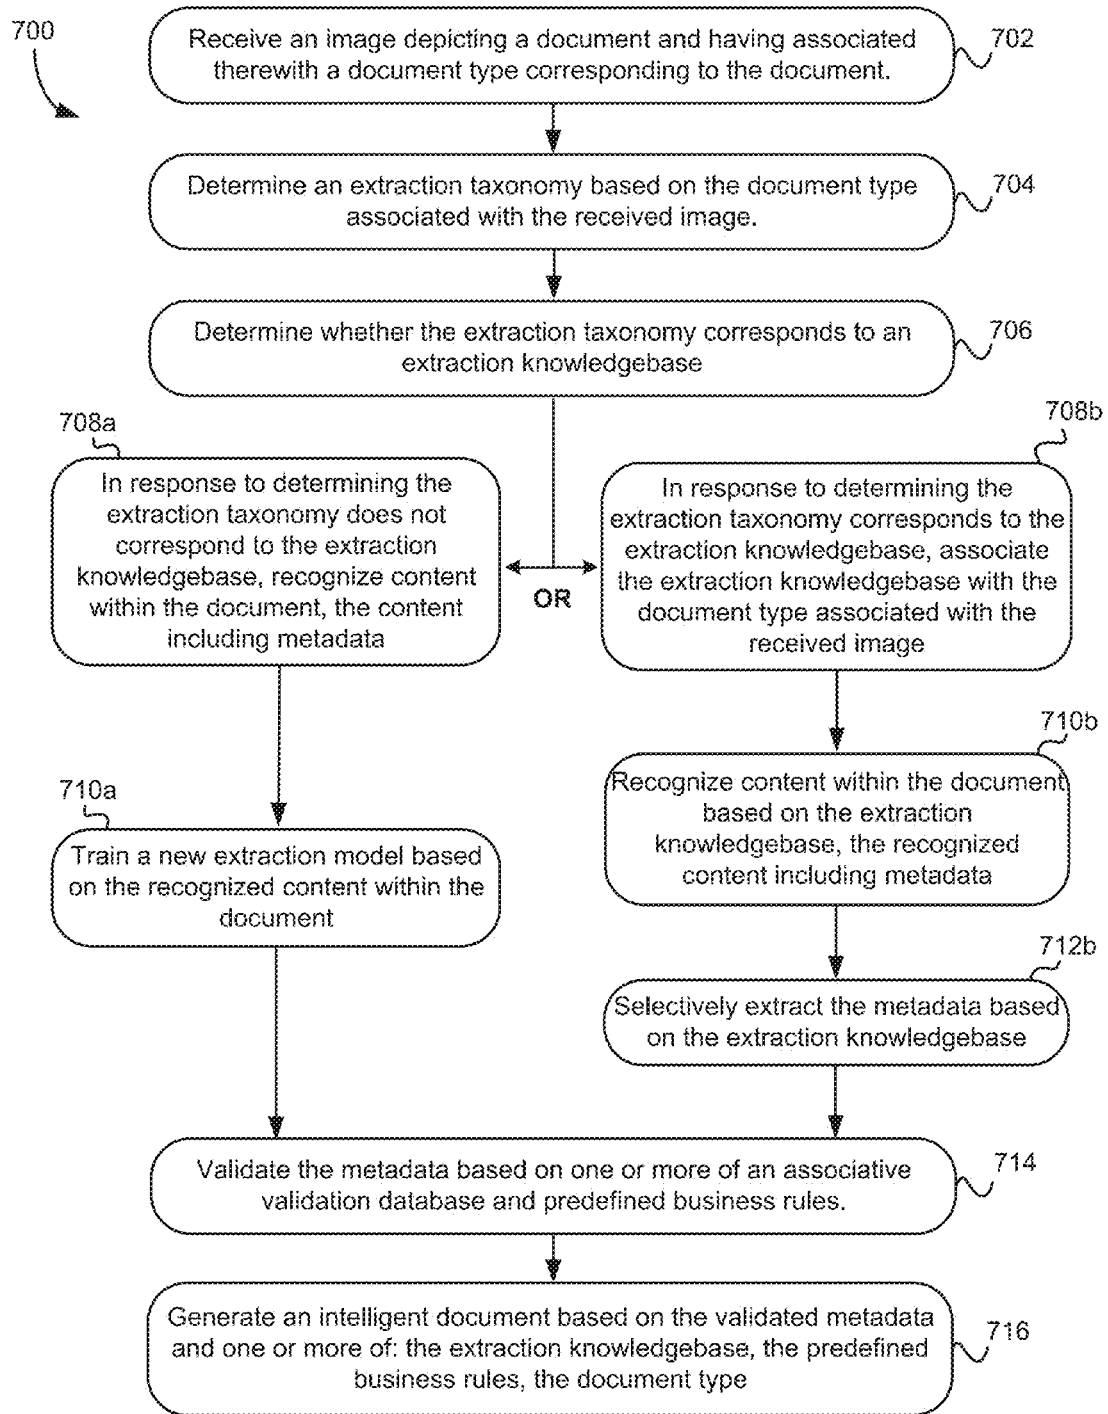 700
Receive an image depicting a document and having associated
therewith a document type corresponding to the document.
702
Determine an extraction taxonomy based on the document type
associated with the received image.
704
Determine whether the extraction taxonomy corresponds to an
extraction knowledgebase
706
708a
In response to determining the
extraction taxonomy does not
correspond to the extraction
knowledgebase, recognize content
within the document, the content
including metadata
OR
708b
In response to determining the
extraction taxonomy corresponds to the
extraction knowledgebase, associate
the extraction knowledgebase with the
document type associated with the
received image
710a
Train a new extraction model based
on the recognized content within the
document
710b
Recognize content within the document
based on the extraction
knowledgebase, the recognized
content including metadata
712b
Selectively extract the metadata based
on the extraction knowledgebase
Validate the metadata based on one or more of an associative
validation database and predefined business rules.
714
Generate an intelligent document based on the validated metadata
and one or more of: the extraction knowledgebase, the predefined
business rules, the document type
716